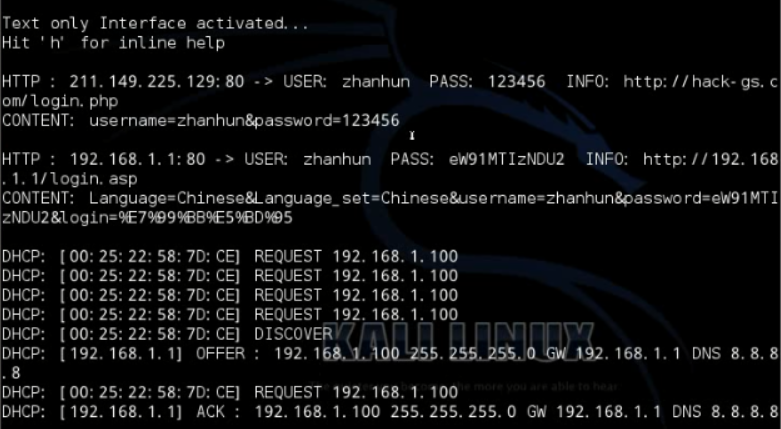 Text only Interface activated...
Hit 'h' for inline help
HTTP : 211.149.225.129:80 -> USER: zhanhun  PASS: 123456  INFO: http://hack-gs.c
om/login.php
CONTENT: username=zhanhun&password=123456
HTTP : 192.168.1.1:80 -> USER: zhanhun  PASS: eW91MTIzNDU2  INFO: http://192.168
.1.1/login.asp
CONTENT: Language=Chinese&Language_set=Chinese&username=zhanhun&password=eW91MTI
zNDU2&login=%E7%99%BB%E5%BD%95
DHCP: [00:25:22:58:7D:CE] REQUEST 192.168.1.100
DHCP: [00:25:22:58:7D:CE] REQUEST 192.168.1.100
DHCP: [00:25:22:58:7D:CE] REQUEST 192.168.1.100
DHCP: [00:25:22:58:7D:CE] REQUEST 192.168.1.100
DHCP: [00:25:22:58:7D:CE] DISCOVER
KALI LINUX
DHCP: [192.168.1.1] OFFER : 192.168.1.100 255.255.255.0 GW 192.168.1.1 DNS 8.8.8
.8
the more you are able to hear
DHCP: [00:25:22:58:7D:CE] REQUEST 192.168.1.100
DHCP: [192.168.1.1] ACK : 192.168.1.100 255.255.255.0 GW 192.168.1.1 DNS 8.8.8.8